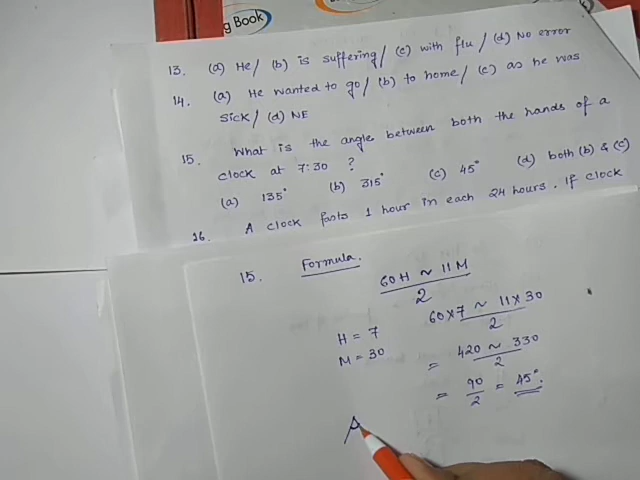 g Book
13. (a) He/ (b) is suffering/ (c) with flu/ (d) No error
14. (a) He wanted to go/ (b) to home/ (c) as he was
sick/ (d) NE
15. What is the angle between both the hands of a
clock at 7:30 ?
(a) 135° (b) 315° (c) 45° (d) both (b) & (c)
16. A clock fasts 1 hour in each 24 hours. If clock
15. Formula.
60H ~ 11M
2
H = 7
M = 30
60×7 ~ 11×30
2
= 420 ~ 330
2
= 90/2 = 45°.
A